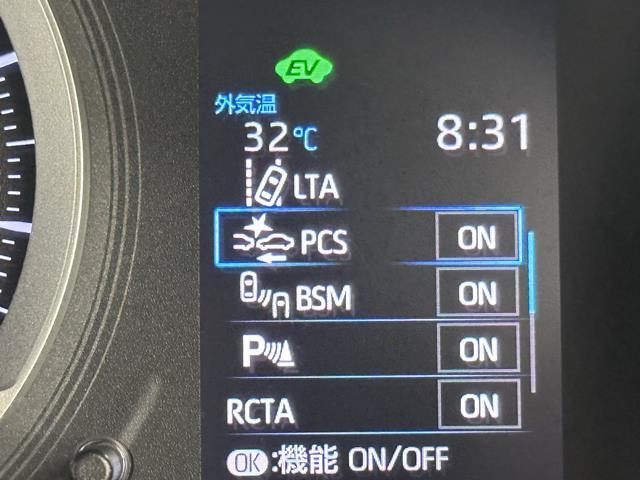 EV
外気温
32℃ 8:31
LTA
PCS ON
BSM ON
P ON
RCTA ON
OK:機能 ON/OFF